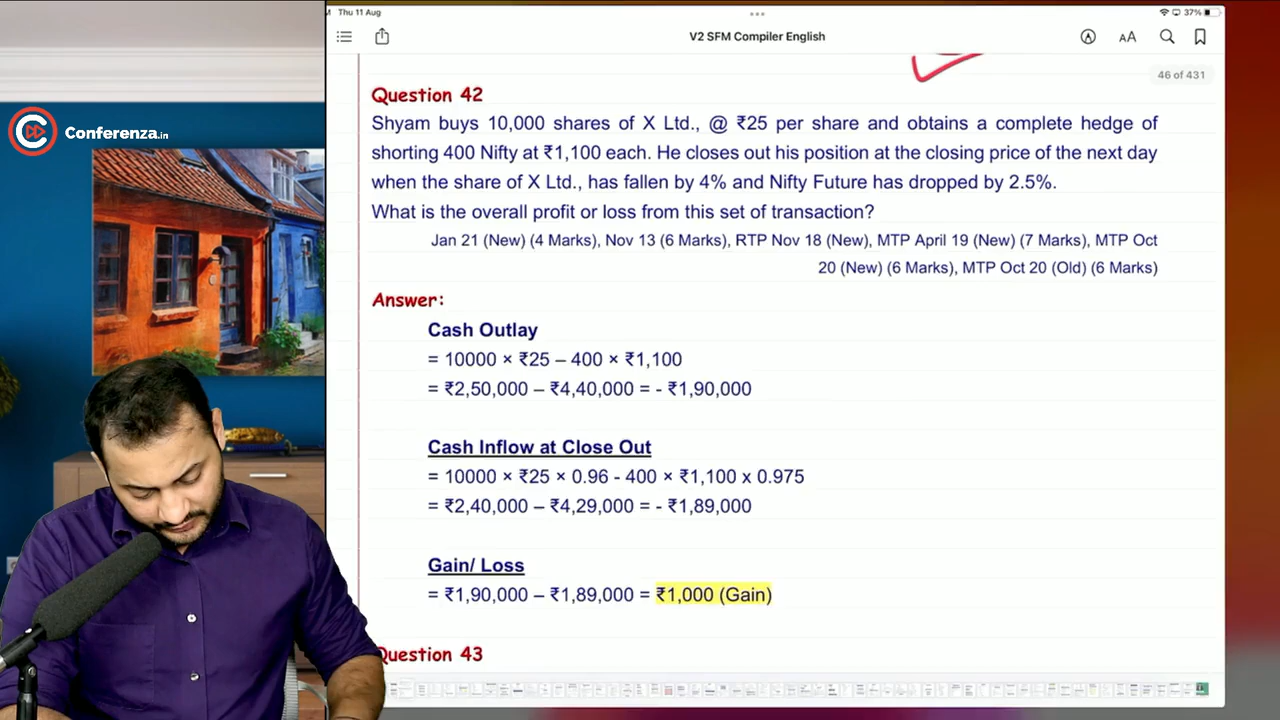 Thu 11 Aug
37%
V2 SFM Compiler English
AA
46 of 431
Conferenza.in
Question 42
Shyam buys 10,000 shares of X Ltd., @ ₹25 per share and obtains a complete hedge of
shorting 400 Nifty at ₹1,100 each. He closes out his position at the closing price of the next day
when the share of X Ltd., has fallen by 4% and Nifty Future has dropped by 2.5%.
What is the overall profit or loss from this set of transaction?
Jan 21 (New) (4 Marks), Nov 13 (6 Marks), RTP Nov 18 (New), MTP April 19 (New) (7 Marks), MTP Oct
20 (New) (6 Marks), MTP Oct 20 (Old) (6 Marks)
Answer:
Cash Outlay
= 10000 × ₹25 – 400 × ₹1,100
= ₹2,50,000 – ₹4,40,000 = - ₹1,90,000
Cash Inflow at Close Out
= 10000 × ₹25 × 0.96 - 400 × ₹1,100 x 0.975
= ₹2,40,000 – ₹4,29,000 = - ₹1,89,000
Gain/ Loss
= ₹1,90,000 – ₹1,89,000 = ₹1,000 (Gain)
Question 43